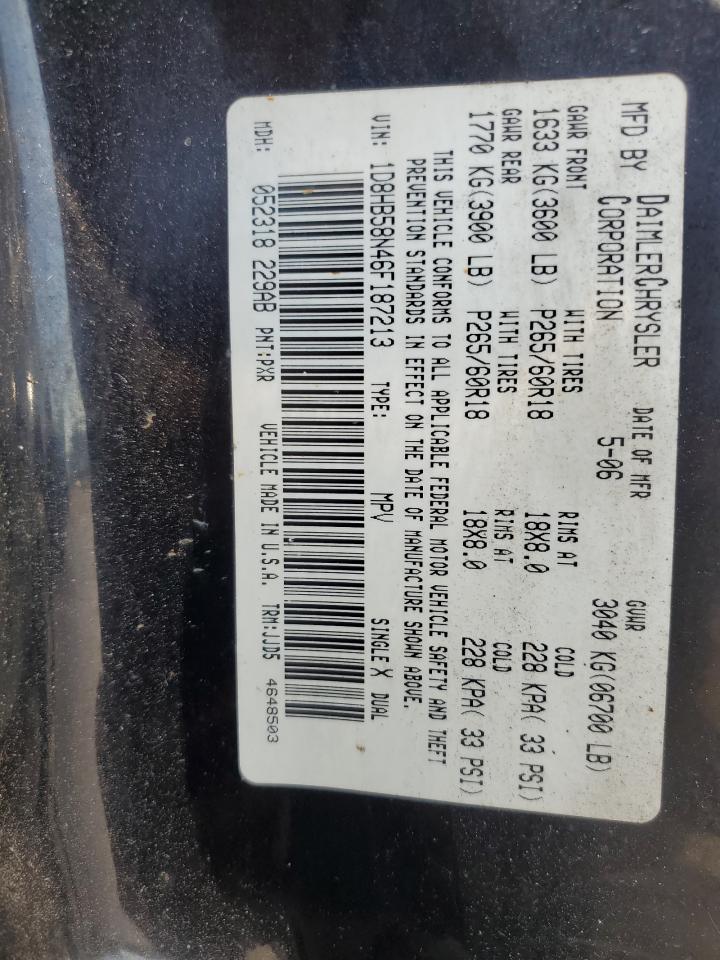 MFD BY DAIMLERCHRYSLER CORPORATION DATE OF MFR 5-06 GVWR 3040 KG(06700 LB)
GAWR FRONT WITH TIRES RIMS AT COLD
1633 KG(3600 LB) P265/60R18 18X8.0 228 KPA( 33 PSI)
GAWR REAR WITH TIRES RIMS AT COLD
1770 KG(3900 LB) P265/60R18 18X8.0 228 KPA( 33 PSI)
THIS VEHICLE CONFORMS TO ALL APPLICABLE FEDERAL MOTOR VEHICLE SAFETY AND THEFT
PREVENTION STANDARDS IN EFFECT ON THE DATE OF MANUFACTURE SHOWN ABOVE.
VIN: 1D8HB58N46F187213 TYPE: MPV SINGLE X DUAL
MDH: 052318 229AB PNT:PXR VEHICLE MADE IN U.S.A. TRM:JJD5 4648503